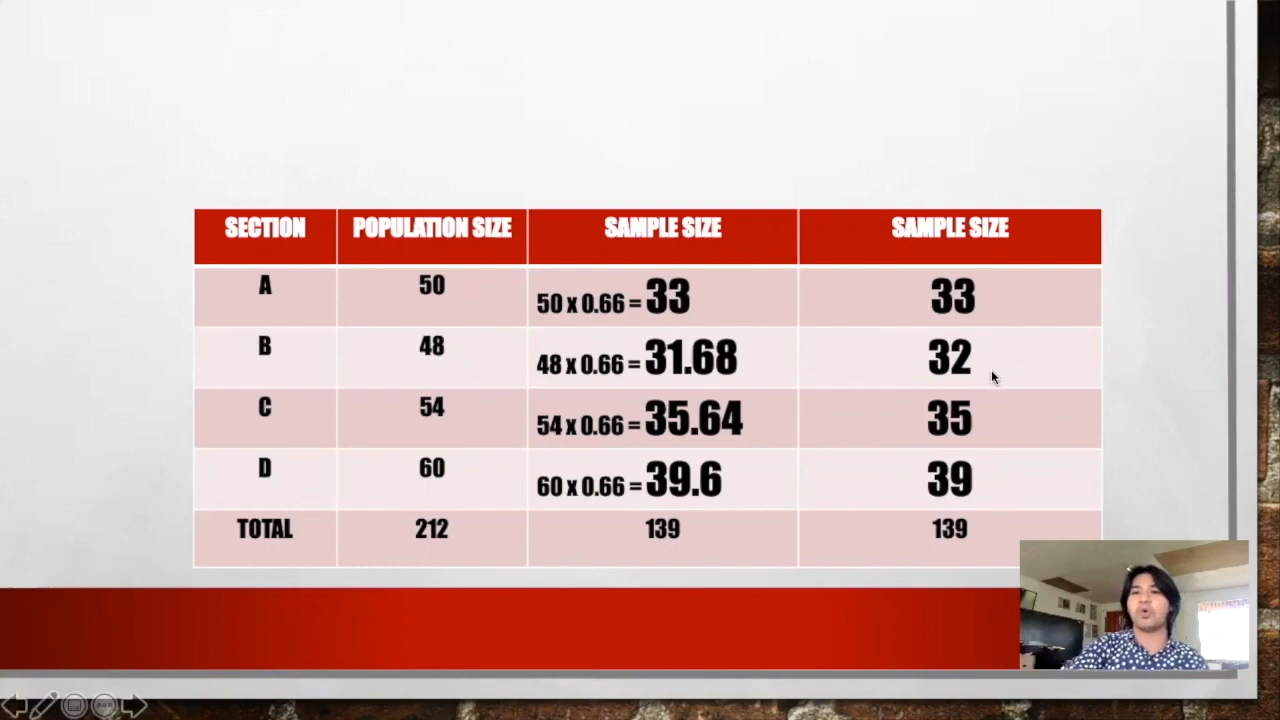 SECTION POPULATION SIZE SAMPLE SIZE SAMPLE SIZE
A 50 50 x 0.66 = 33 33
B 48 48 x 0.66 = 31.68 32
C 54 54 x 0.66 = 35.64 35
D 60 60 x 0.66 = 39.6 39
TOTAL 212 139 139